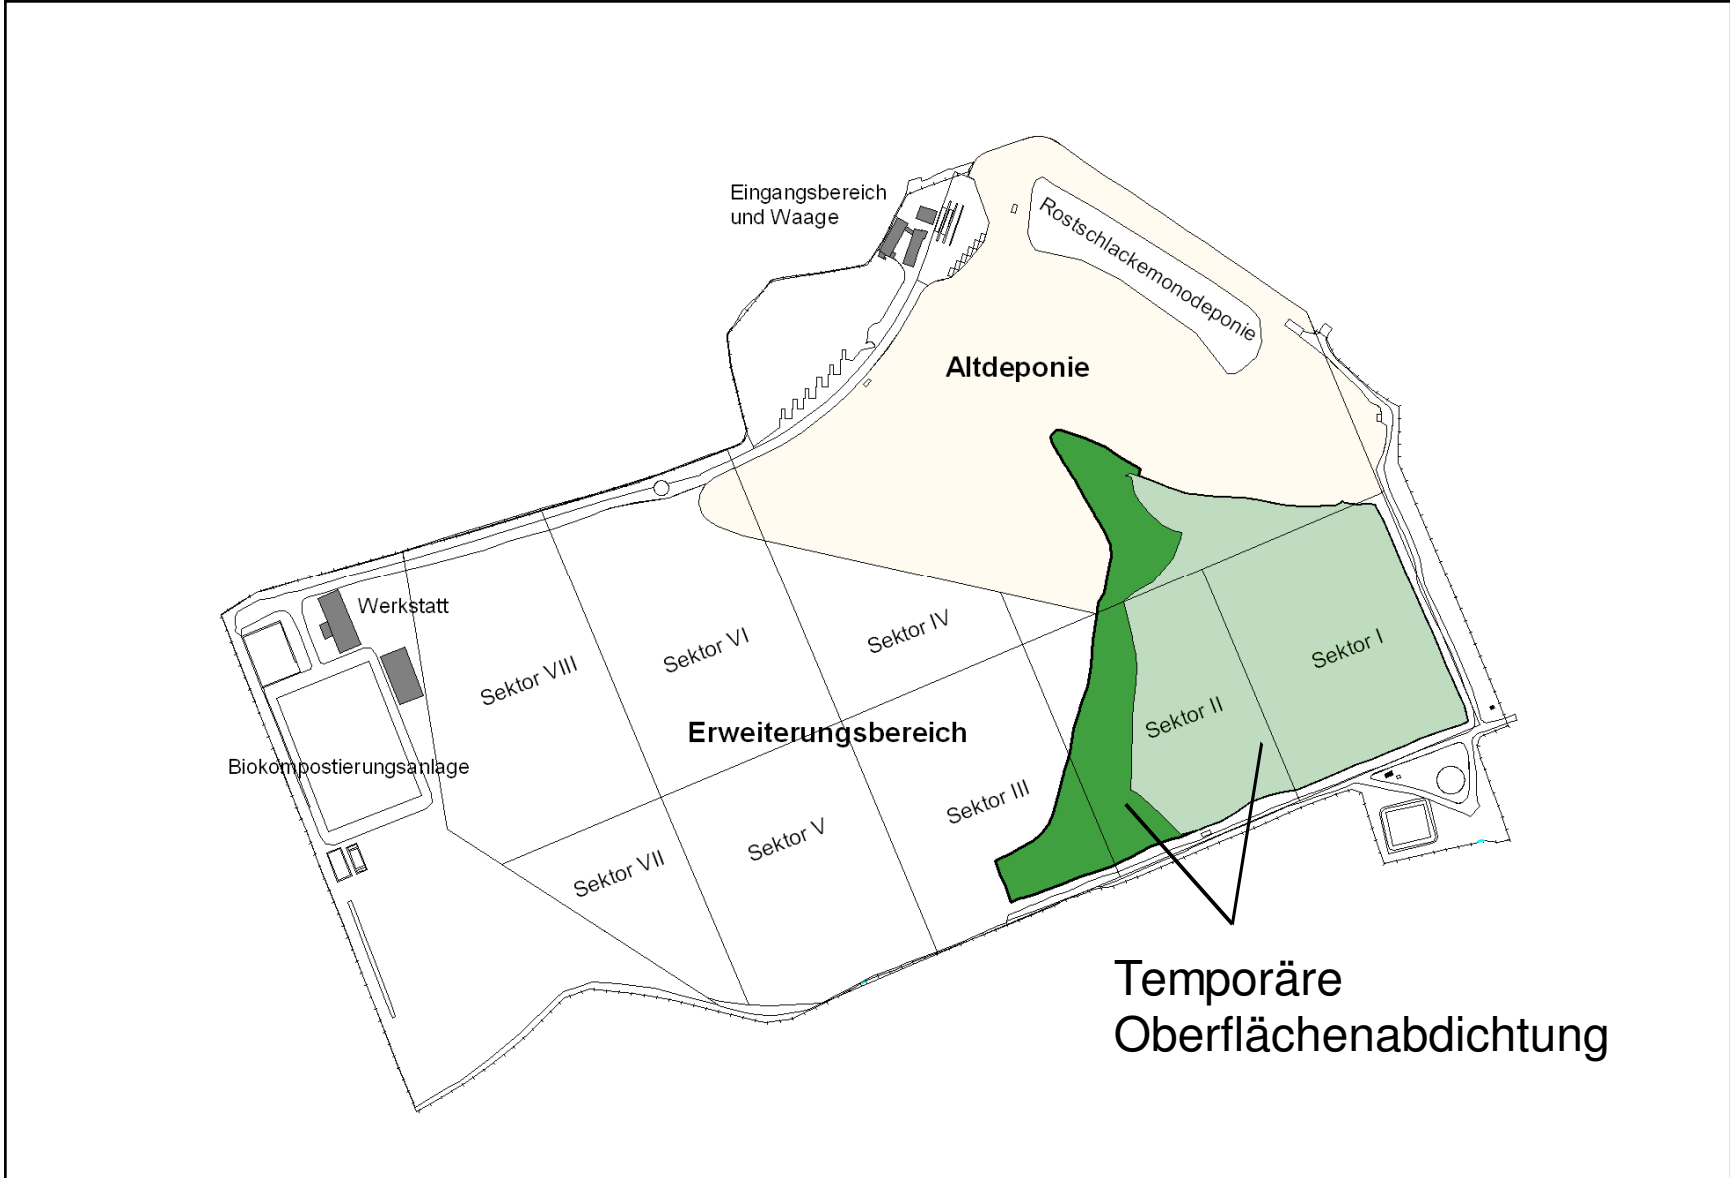 Eingangsbereich
und Waage
Rostschlackemonodeponie
Altdeponie
Werkstatt
Sektor VIII
Sektor VI
Sektor IV
Sektor I
Sektor II
Erweiterungsbereich
Biokompostierungsanlage
Sektor III
Sektor V
Sektor VII
Temporäre
Oberflächenabdichtung